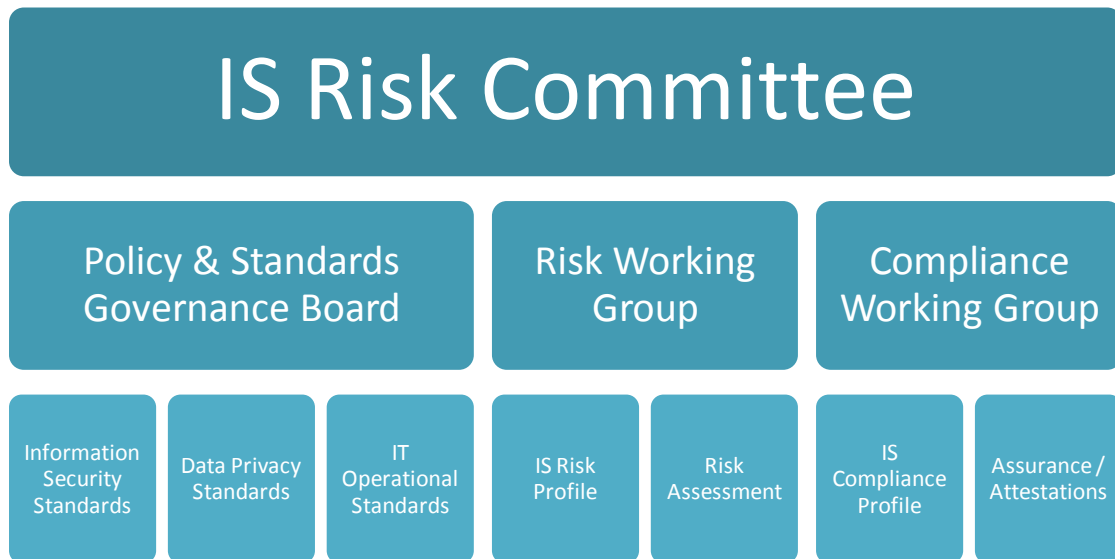 IS Risk Committee
Policy & Standards
Governance Board
Risk Working
Group
Compliance
Working Group
Information
Security
Standards
Data Privacy
Standards
IT
Operational
Standards
IS Risk
Profile
Risk
Assessment
IS
Compliance
Profile
Assurance /
Attestations